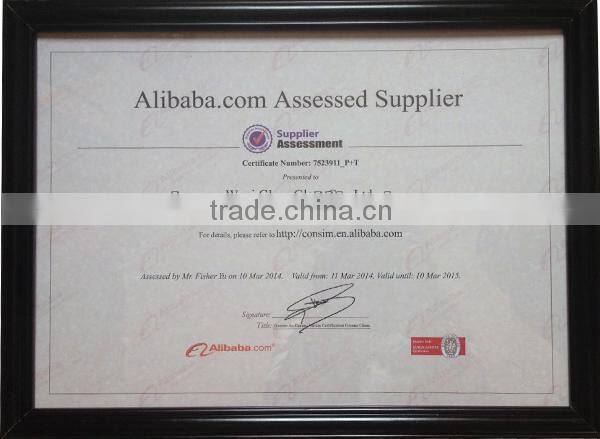 Alibaba.com Assessed Supplier
Supplier
Assessment
Certificate Number: 7523911_P+T
Presented to
trade.china.cn
For details, please refer to http://consim.en.alibaba.com
Assessed by Mr. Fisher Yu on 10 Mar 2014. Valid from: 11 Mar 2014, Valid until: 10 Mar 2015.
Signature:
Title:
Alibaba.com®